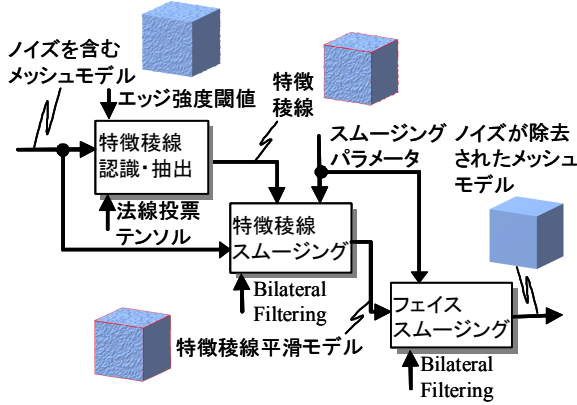 ノイズを含む
メッシュモデル
エッジ強度閾値
特徴稜線
認識・抽出
法線投票
テンソル
特徴
稜線
スムージング
パラメータ
ノイズが除去
されたメッシュ
モデル
特徴稜線
スムージング
Bilateral
Filtering
特徴稜線平滑モデル
フェイス
スムージング
Bilateral
Filtering